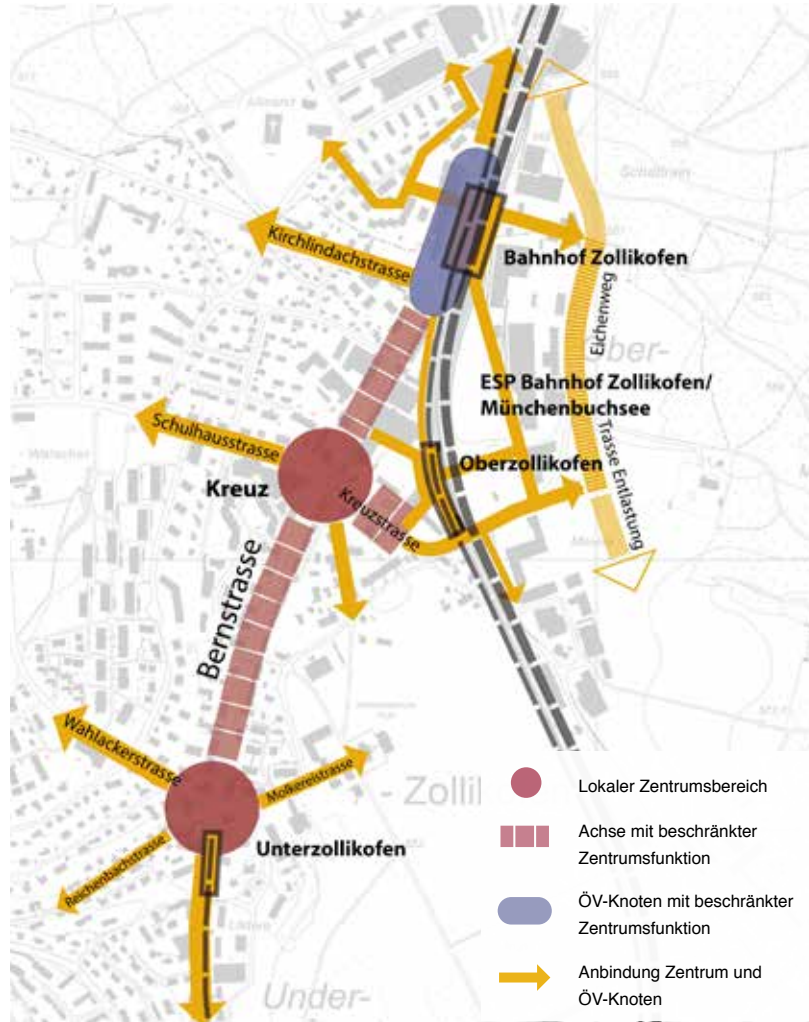 Kirchlindachstrasse
Bahnhof Zollikofen
Eichenweg
Ober-
ESP Bahnhof Zollikofen/
Münchenbuchsee
Schulhausstrasse
Oberzollikofen
Trasse Entlastung
Kreuz
Kreuzstrasse
Bernstrasse
Wahlackerstrasse
Molkereistrasse
- Zolli
Unterzollikofen
Reichenbachstrasse
Under-
Lokaler Zentrumsbereich
Achse mit beschränkter
Zentrumsfunktion
ÖV-Knoten mit beschränkter
Zentrumsfunktion
Anbindung Zentrum und
ÖV-Knoten